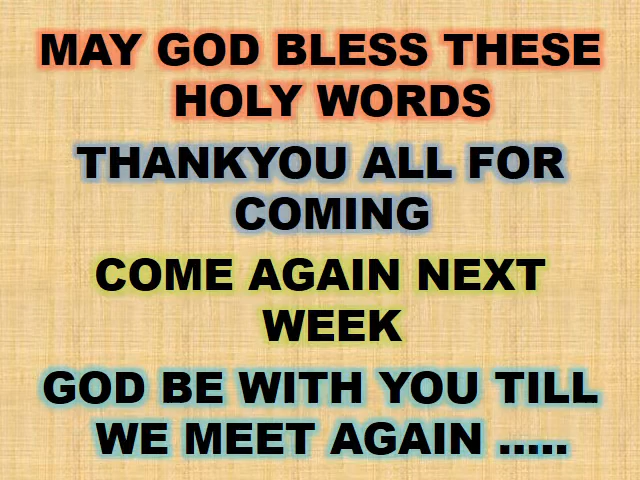 MAY GOD BLESS THESE
HOLY WORDS
THANKYOU ALL FOR
COMING
COME AGAIN NEXT
WEEK
GOD BE WITH YOU TILL
WE MEET AGAIN .....